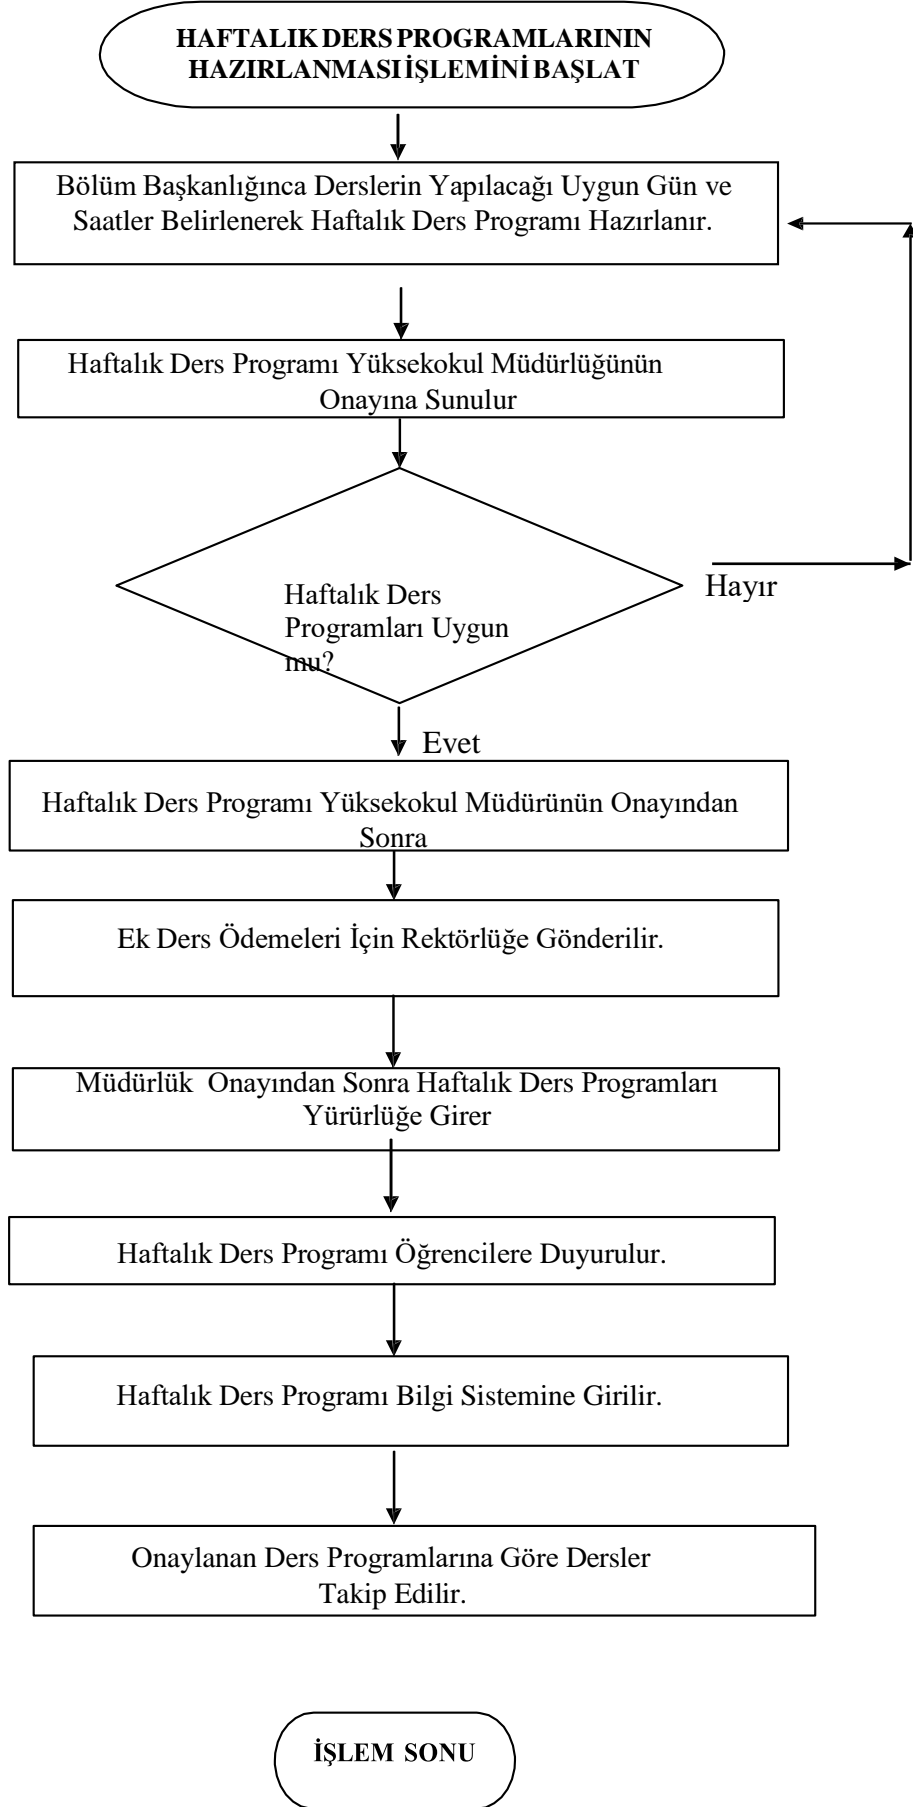 HAFTALIK DERS PROGRAMLARININ
HAZIRLANMASI İŞLEMİNİ BAŞLAT
Bölüm Başkanlığınca Derslerin Yapılacağı Uygun Gün ve
Saatler Belirlenerek Haftalık Ders Programı Hazırlanır.
Haftalık Ders Programı Yüksekokul Müdürlüğünün
Onayına Sunulur
Haftalık Ders
Programları Uygun
mu?
Hayır
Evet
Haftalık Ders Programı Yüksekokul Müdürünün Onayından
Sonra
Ek Ders Ödemeleri İçin Rektörlüğe Gönderilir.
Müdürlük Onayından Sonra Haftalık Ders Programları
Yürürlüğe Girer
Haftalık Ders Programı Öğrencilere Duyurulur.
Haftalık Ders Programı Bilgi Sistemine Girilir.
Onaylanan Ders Programlarına Göre Dersler
Takip Edilir.
İŞLEM SONU